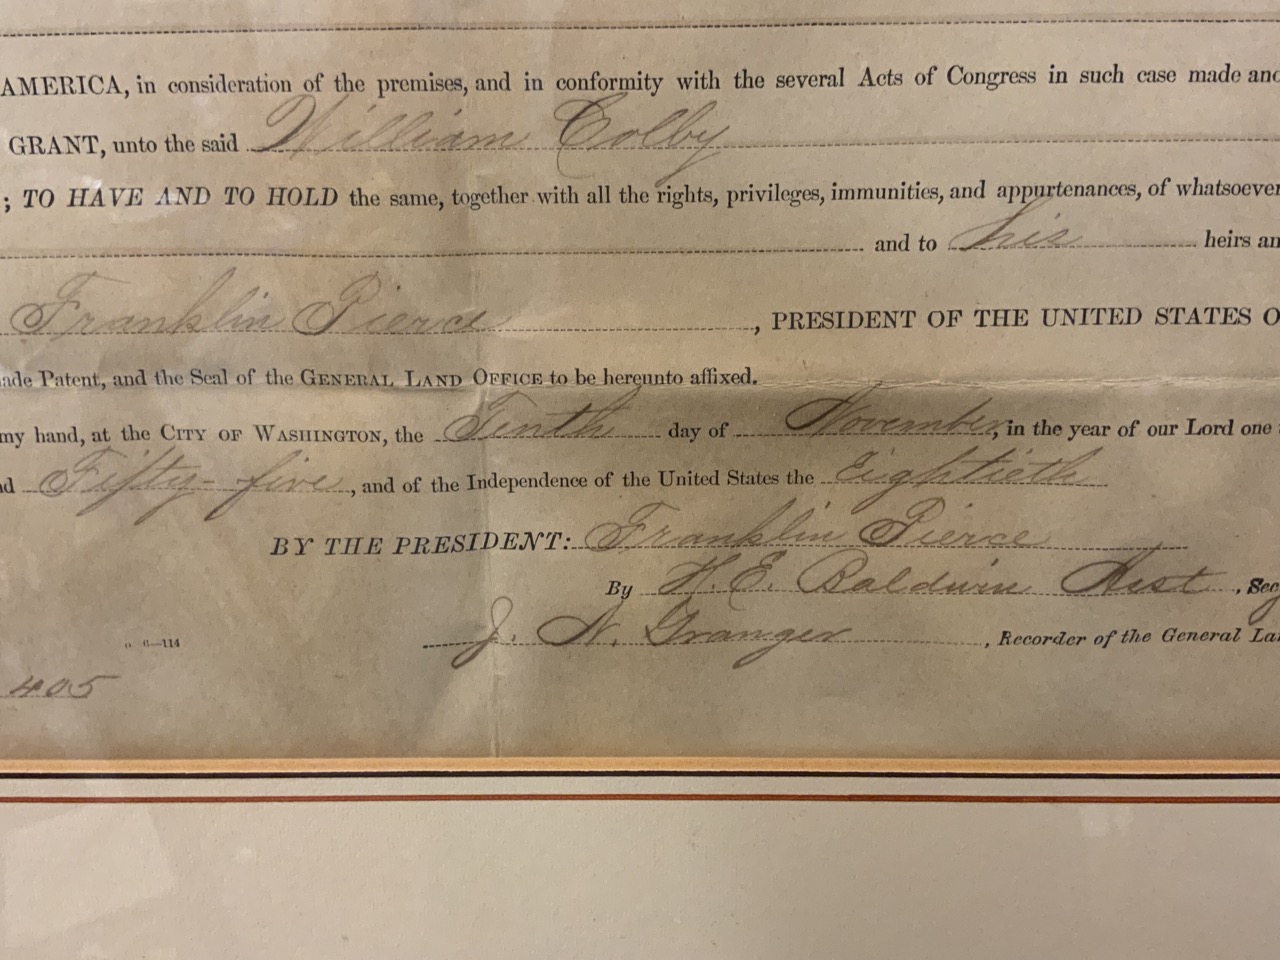 AMERICA, in consideration of the premises, and in conformity with the several Acts of Congress in such case made and
GRANT, unto the said William Colby
; TO HAVE AND TO HOLD the same, together with all the rights, privileges, immunities, and appurtenances, of whatsoever
and to his heirs an
Franklin Pierce, PRESIDENT OF THE UNITED STATES O
ade Patent, and the Seal of the GENERAL LAND OFFICE to be hereunto affixed.
my hand, at the CITY OF WASHINGTON, the Tenth day of November, in the year of our Lord one
d Fifty-five, and of the Independence of the United States the Eightieth
BY THE PRESIDENT: Franklin Pierce
By H. E. Baldwin Asst, Sec
J. N. Granger, Recorder of the General La
6—114
405